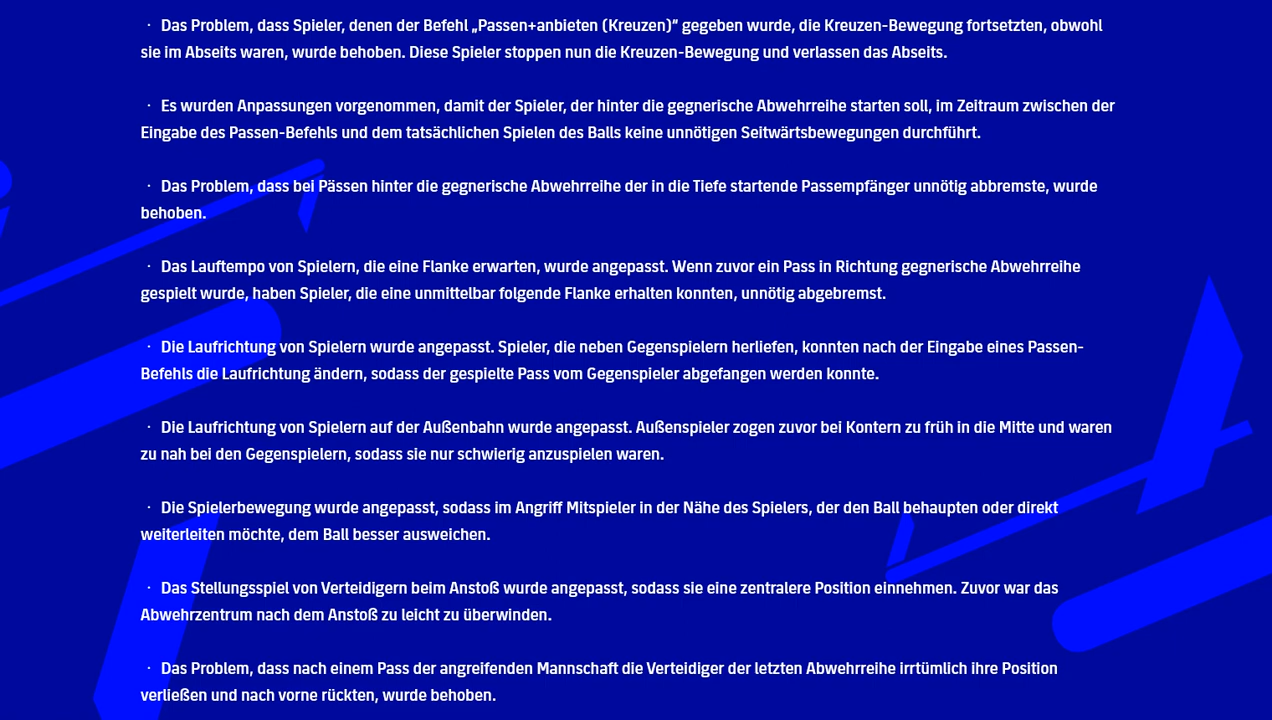 · Das Problem, dass Spieler, denen der Befehl „Passen+anbieten (Kreuzen)” gegeben wurde, die Kreuzen-Bewegung fortsetzten, obwohl
sie im Abseits waren, wurde behoben. Diese Spieler stoppen nun die Kreuzen-Bewegung und verlassen das Abseits.
· Es wurden Anpassungen vorgenommen, damit der Spieler, der hinter die gegnerische Abwehrreihe starten soll, im Zeitraum zwischen der
Eingabe des Passen-Befehls und dem tatsächlichen Spielen des Balls keine unnötigen Seitwärtsbewegungen durchführt.
· Das Problem, dass bei Pässen hinter die gegnerische Abwehrreihe der in die Tiefe startende Passempfänger unnötig abbremste, wurde
behoben.
· Das Lauftempo von Spielern, die eine Flanke erwarten, wurde angepasst. Wenn zuvor ein Pass in Richtung gegnerische Abwehrreihe
gespielt wurde, haben Spieler, die eine unmittelbar folgende Flanke erhalten konnten, unnötig abgebremst.
· Die Laufrichtung von Spielern wurde angepasst. Spieler, die neben Gegenspielern herliefen, konnten nach der Eingabe eines Passen-
Befehls die Laufrichtung ändern, sodass der gespielte Pass vom Gegenspieler abgefangen werden konnte.
· Die Laufrichtung von Spielern auf der Außenbahn wurde angepasst. Außenspieler zogen zuvor bei Kontern zu früh in die Mitte und waren
zu nah bei den Gegenspielern, sodass sie nur schwierig anzuspielen waren.
· Die Spielerbewegung wurde angepasst, sodass im Angriff Mitspieler in der Nähe des Spielers, der den Ball behaupten oder direkt
weiterleiten möchte, dem Ball besser ausweichen.
· Das Stellungsspiel von Verteidigern beim Anstoß wurde angepasst, sodass sie eine zentralere Position einnehmen. Zuvor war das
Abwehrzentrum nach dem Anstoß zu leicht zu überwinden.
· Das Problem, dass nach einem Pass der angreifenden Mannschaft die Verteidiger der letzten Abwehrreihe irrtümlich ihre Position
verließen und nach vorne rückten, wurde behoben.